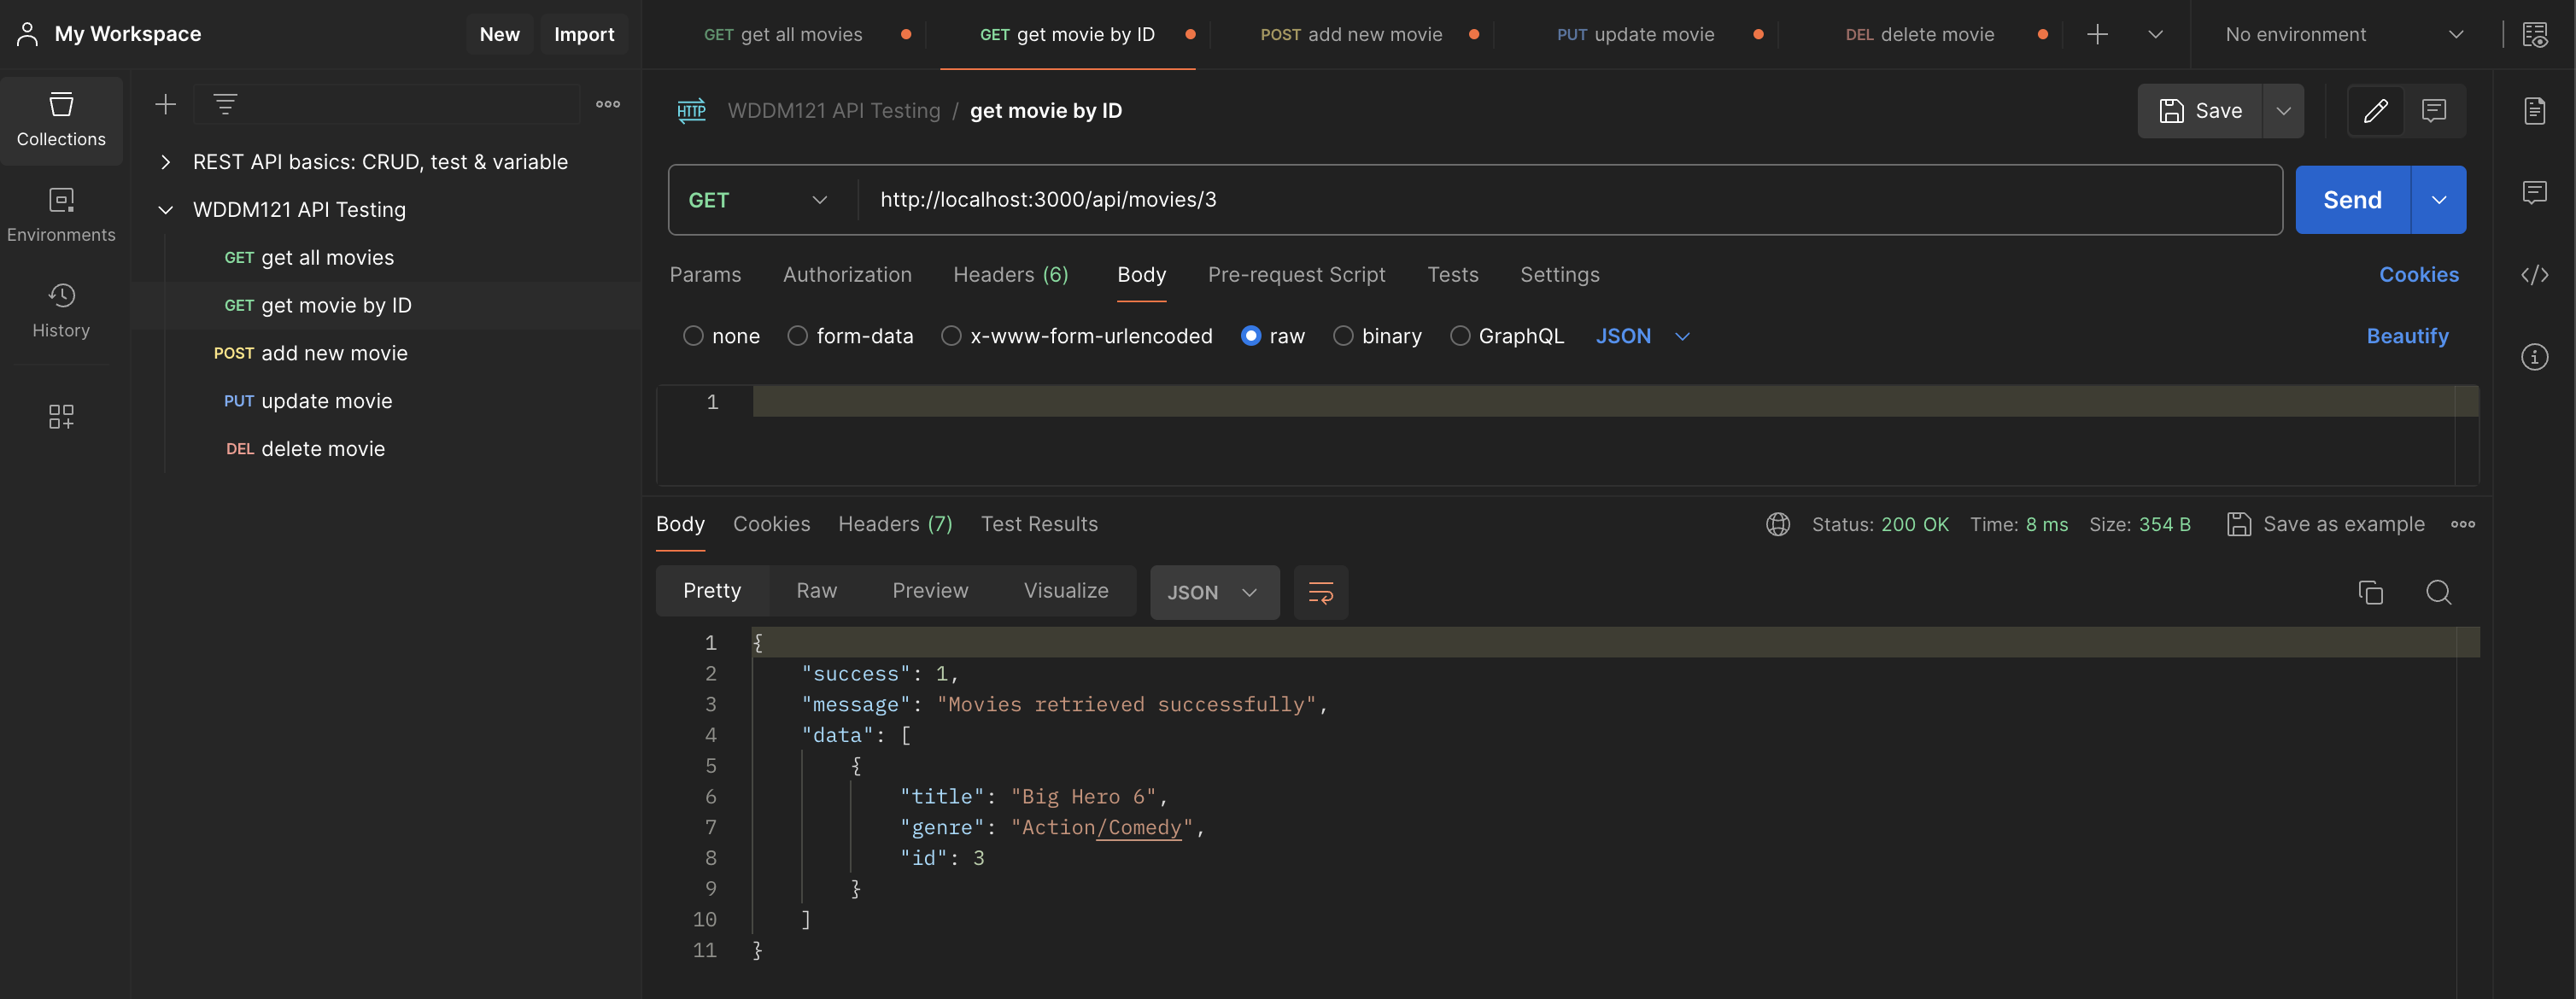 My Workspace New Import
GET get all movies GET get movie by ID POST add new movie PUT update movie DEL delete movie No environment
Collections
Environments
History
REST API basics: CRUD, test & variable
WDDM121 API Testing
GET get all movies
GET get movie by ID
POST add new movie
PUT update movie
DEL delete movie
HTTP WDDM121 API Testing / get movie by ID Save
GET http://localhost:3000/api/movies/3 Send
Params Authorization Headers (6) Body Pre-request Script Tests Settings Cookies
none form-data x-www-form-urlencoded raw binary GraphQL JSON Beautify
1
Body Cookies Headers (7) Test Results Status: 200 OK Time: 8 ms Size: 354 B Save as example
Pretty Raw Preview Visualize JSON
1 {
2 "success": 1,
3 "message": "Movies retrieved successfully",
4 "data": [
5 {
6 "title": "Big Hero 6",
7 "genre": "Action/Comedy",
8 "id": 3
9 }
10 ]
11 }